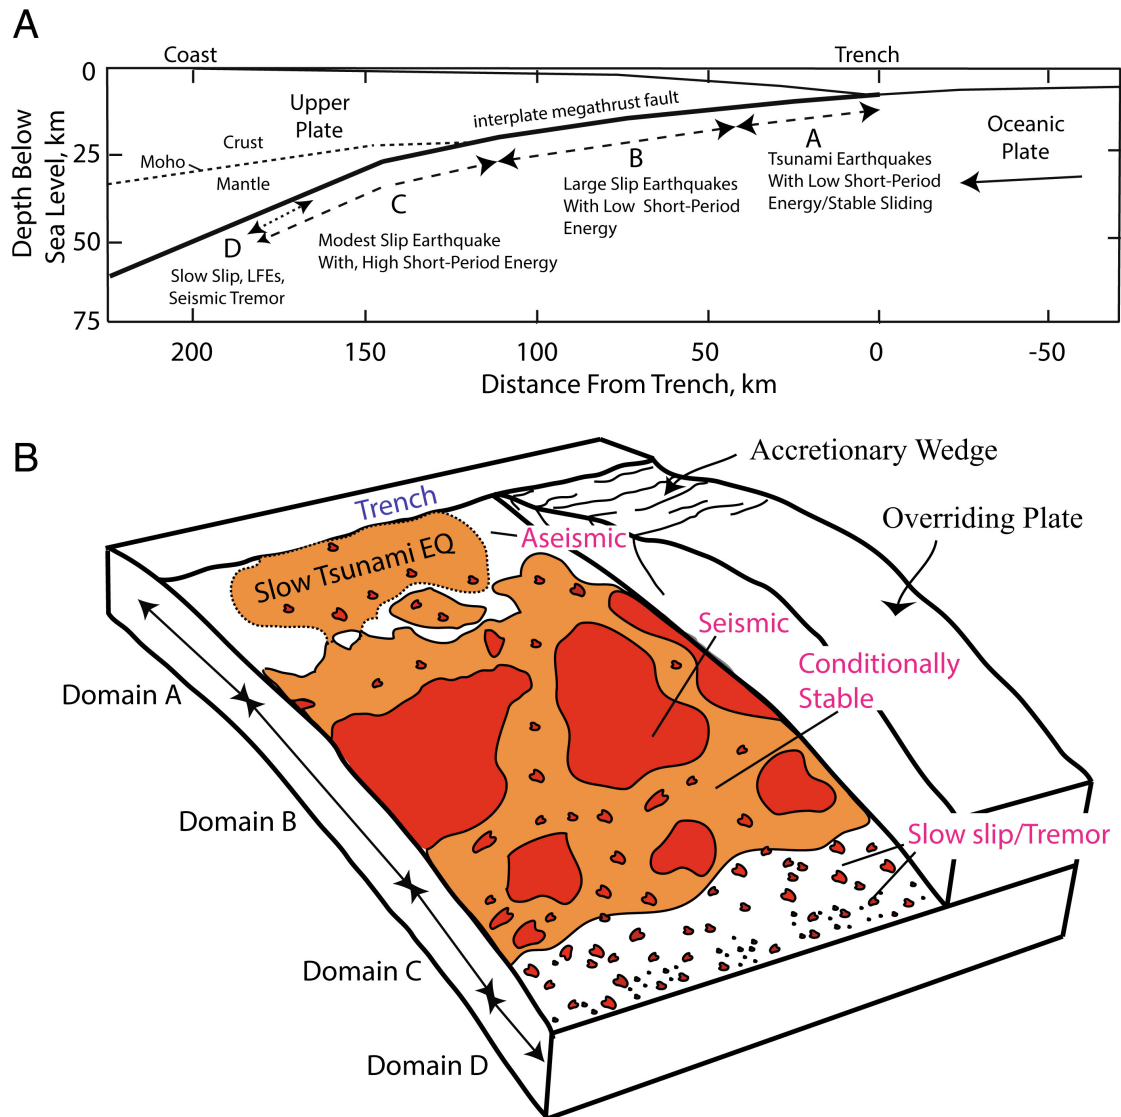 A
Coast
Trench
0
25
50
75
Depth Below
Sea Level, km
Upper
Plate
interplate megathrust fault
Crust
Moho
Mantle
Oceanic
Plate
A
Tsunami Earthquakes
With Low Short-Period
Energy/Stable Sliding
B
Large Slip Earthquakes
With Low Short-Period
Energy
C
Modest Slip Earthquake
With, High Short-Period Energy
D
Slow Slip, LFEs,
Seismic Tremor
200
150
100
50
0
-50
Distance From Trench, km
B
Accretionary Wedge
Trench
Overriding Plate
Aseismic
Slow Tsunami EQ
Seismic
Conditionally
Stable
Domain A
Domain B
Slow slip/Tremor
Domain C
Domain D